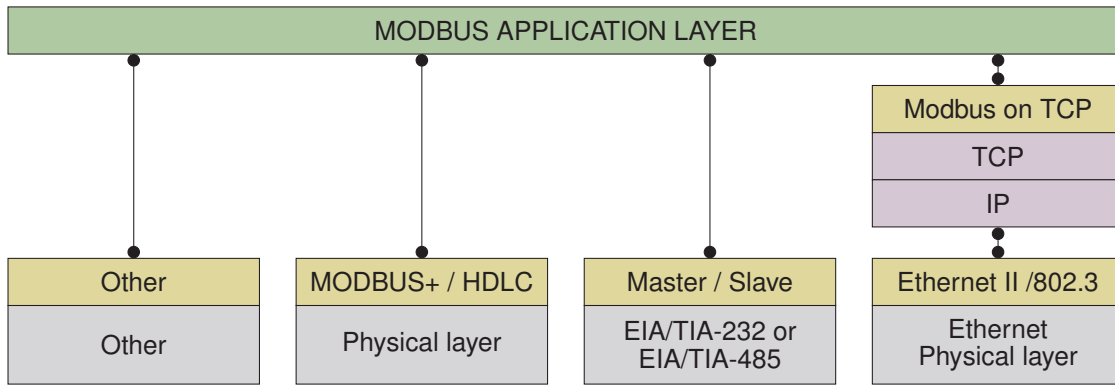 MODBUS APPLICATION LAYER
Modbus on TCP
TCP
IP
Other
MODBUS+ / HDLC
Master / Slave
Ethernet II /802.3
Other
Physical layer
EIA/TIA-232 or
EIA/TIA-485
Ethernet
Physical layer